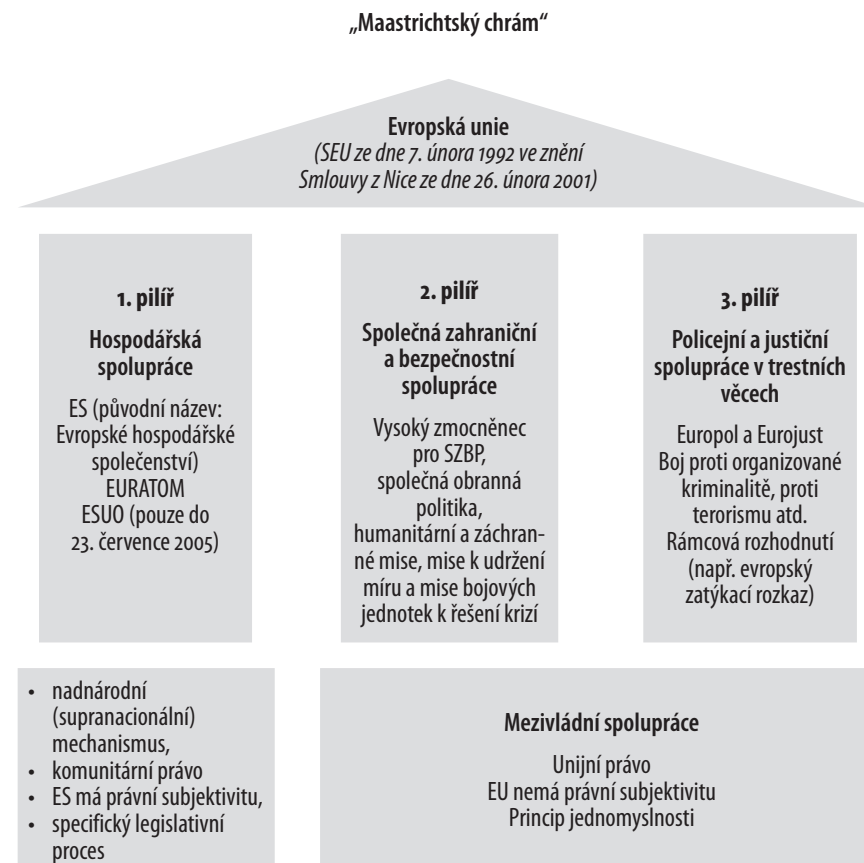 „Maastrichtský chrám“
Evropská unie
(SEU ze dne 7. února 1992 ve znění
Smlouvy z Nice ze dne 26. února 2001)
1. pilíř
Hospodářská
spolupráce
ES (původní název:
Evropské hospodářské
společenství)
EURATOM
ESUO (pouze do
23. července 2005)
2. pilíř
Společná zahraniční
a bezpečnostní
spolupráce
Vysoký zmocněnec
pro SZBP,
společná obranná
politika,
humanitární a záchran-
né mise, mise k udržení
míru a mise bojových
jednotek k řešení krizí
3. pilíř
Policejní a justiční
spolupráce v trestních
věcech
Europol a Eurojust
Boj proti organizované
kriminalitě, proti
terorismu atd.
Rámcová rozhodnutí
(např. evropský
zatýkací rozkaz)
• nadnárodní
(supranacionální)
mechanismus,
• komunitární právo
• ES má právní subjektivitu,
• specifický legislativní
proces
Mezivládní spolupráce
Unijní právo
EU nemá právní subjektivitu
Princip jednomyslnosti